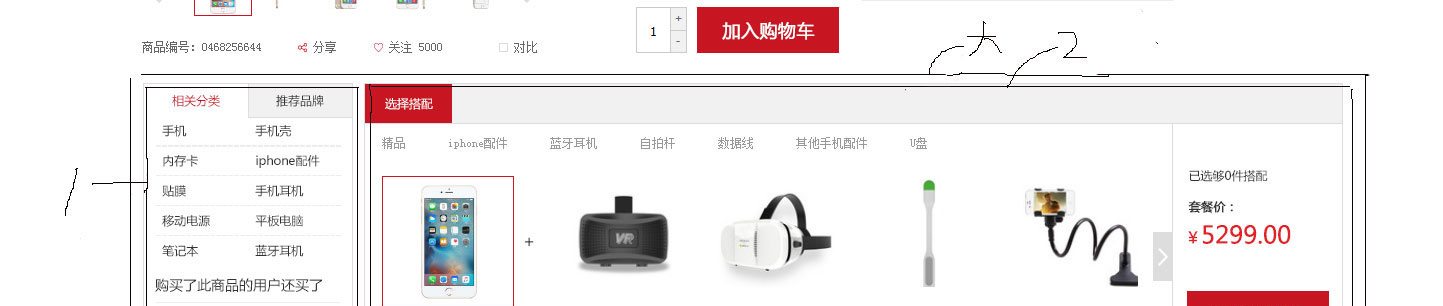 1
+
加入购物车
-
商品编号：0468256644
分享
关注 5000
对比
大
2
1
相关分类
推荐品牌
手机
手机壳
内存卡
iphone配件
贴膜
手机耳机
移动电源
平板电脑
笔记本
蓝牙耳机
购买了此商品的用户还买了
选择搭配
精品
iphone配件
蓝牙耳机
自拍杆
数据线
其他手机配件
U盘
+
VR
已选够0件搭配
套餐价：
¥5299.00